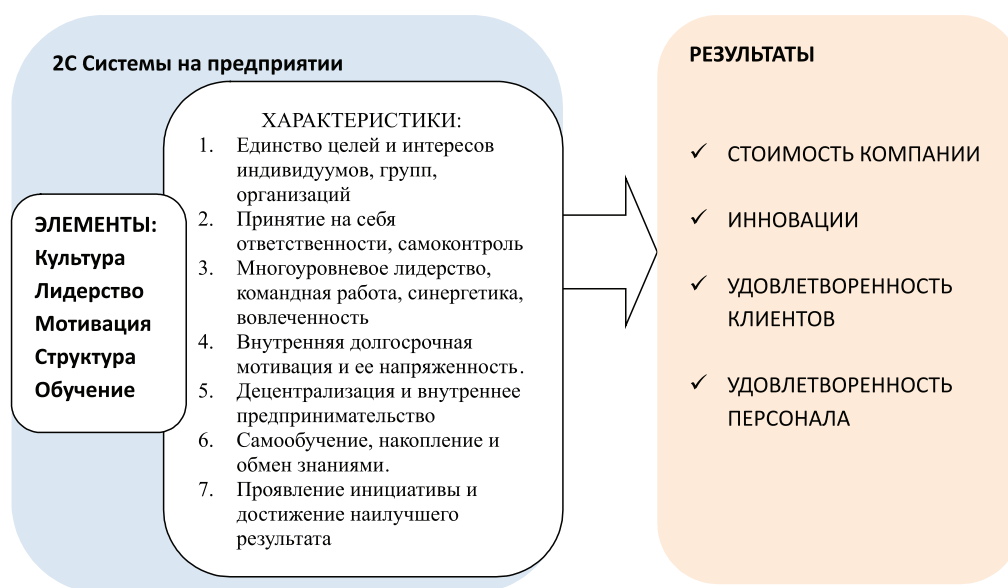 2С Системы на предприятии
ЭЛЕМЕНТЫ:
Культура
Лидерство
Мотивация
Структура
Обучение
ХАРАКТЕРИСТИКИ:
1. Единство целей и интересов
индивидуумов, групп,
организаций
2. Принятие на себя
ответственности, самоконтроль
3. Многоуровневое лидерство,
командная работа, синергетика,
вовлеченность
4. Внутренняя долгосрочная
мотивация и ее напряженность.
5. Децентрализация и внутреннее
предпринимательство
6. Самообучение, накопление и
обмен знаниями.
7. Проявление инициативы и
достижение наилучшего
результата
РЕЗУЛЬТАТЫ
✓ СТОИМОСТЬ КОМПАНИИ
✓ ИННОВАЦИИ
✓ УДОВЛЕТВОРЕННОСТЬ
КЛИЕНТОВ
✓ УДОВЛЕТВОРЕННОСТЬ
ПЕРСОНАЛА